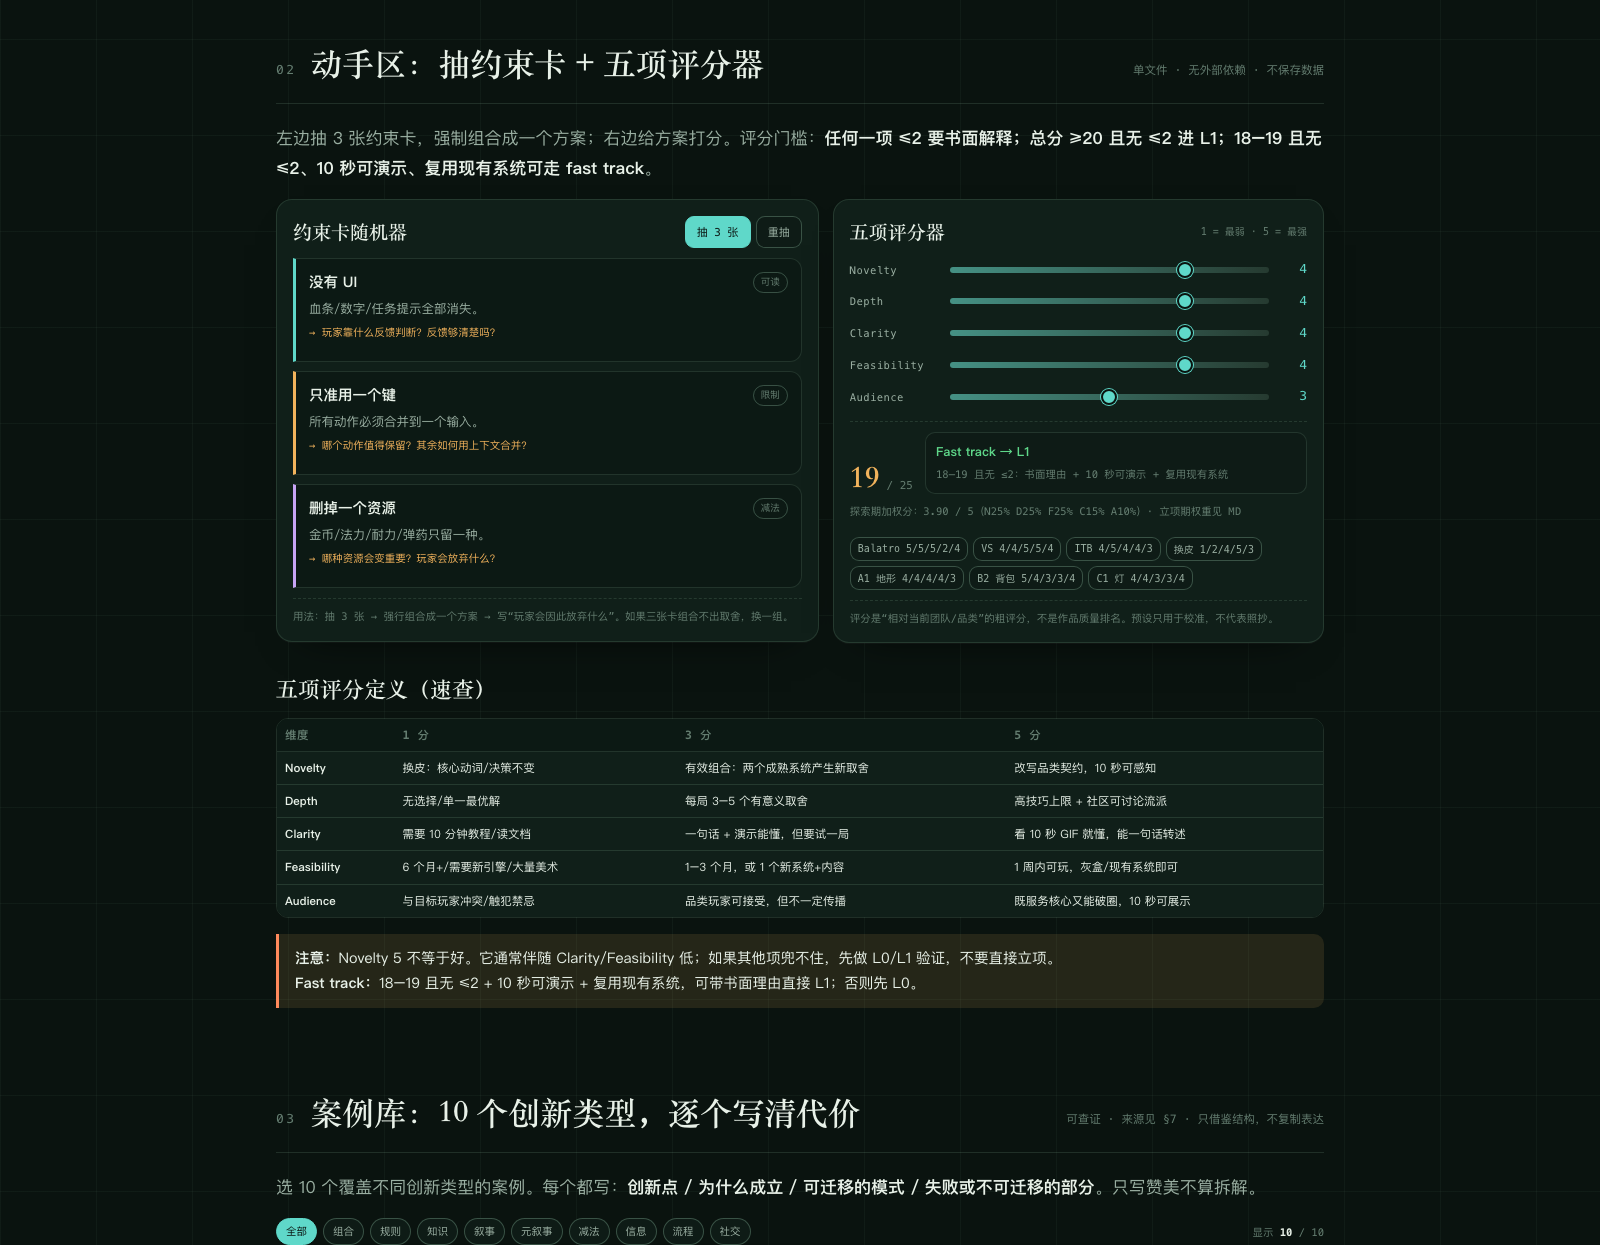 02 动手区：抽约束卡 + 五项评分器
单文件 · 无外部依赖 · 不保存数据
左边抽 3 张约束卡，强制组合成一个方案；右边给方案打分。评分门槛：任何一项 ≤2 要书面解释；总分 ≥20 且无 ≤2 进 L1；18–19 且无
≤2、10 秒可演示、复用现有系统可走 fast track。
约束卡随机器
抽 3 张
重抽
没有 UI
可读
血条/数字/任务提示全部消失。
→ 玩家靠什么反馈判断？反馈够清楚吗？
只准用一个键
限制
所有动作必须合并到一个输入。
→ 哪个动作值得保留？其余如何用上下文合并？
删掉一个资源
减法
金币/法力/耐力/弹药只留一种。
→ 哪种资源会变重要？玩家会放弃什么？
用法：抽 3 张 → 强行组合成一个方案 → 写“玩家会因此放弃什么”。如果三张卡组合不出取舍，换一组。
五项评分器
1 = 最弱 · 5 = 最强
Novelty 4
Depth 4
Clarity 4
Feasibility 4
Audience 3
19 / 25
Fast track → L1
18–19 且无 ≤2：书面理由 + 10 秒可演示 + 复用现有系统
探索期加权分：3.90 / 5（N25% D25% F25% C15% A10%）· 立项期权重见 MD
Balatro 5/5/5/2/4
VS 4/4/5/5/4
ITB 4/5/4/4/3
换皮 1/2/4/5/3
A1 地形 4/4/4/4/3
B2 背包 5/4/3/3/4
C1 灯 4/4/3/3/4
评分是“相对当前团队/品类”的粗评分，不是作品质量排名。预设只用于校准，不代表照抄。
五项评分定义（速查）
维度 1 分 3 分 5 分
Novelty 换皮：核心动词/决策不变 有效组合：两个成熟系统产生新取舍 改写品类契约，10 秒可感知
Depth 无选择/单一最优解 每局 3–5 个有意义取舍 高技巧上限 + 社区可讨论流派
Clarity 需要 10 分钟教程/读文档 一句话 + 演示能懂，但要试一局 看 10 秒 GIF 就懂，能一句话转述
Feasibility 6 个月+/需要新引擎/大量美术 1–3 个月，或 1 个新系统+内容 1 周内可玩，灰盒/现有系统即可
Audience 与目标玩家冲突/触犯禁忌 品类玩家可接受，但不一定传播 既服务核心又能破圈，10 秒可展示
注意：Novelty 5 不等于好。它通常伴随 Clarity/Feasibility 低；如果其他项兜不住，先做 L0/L1 验证，不要直接立项。
Fast track：18–19 且无 ≤2 + 10 秒可演示 + 复用现有系统，可带书面理由直接 L1；否则先 L0。
03 案例库：10 个创新类型，逐个写清代价
可查证 · 来源见 §7 · 只借鉴结构，不复制表达
选 10 个覆盖不同创新类型的案例。每个都写：创新点 / 为什么成立 / 可迁移的模式 / 失败或不可迁移的部分。只写赞美不算拆解。
全部 组合 规则 知识 叙事 元叙事 减法 信息 流程 社交
显示 10 / 10